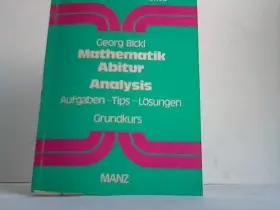 Georg Bickl
Mathematik
Abitur
Analysis
Aufgaben - Tips - Lösungen
Grundkurs
MANZ